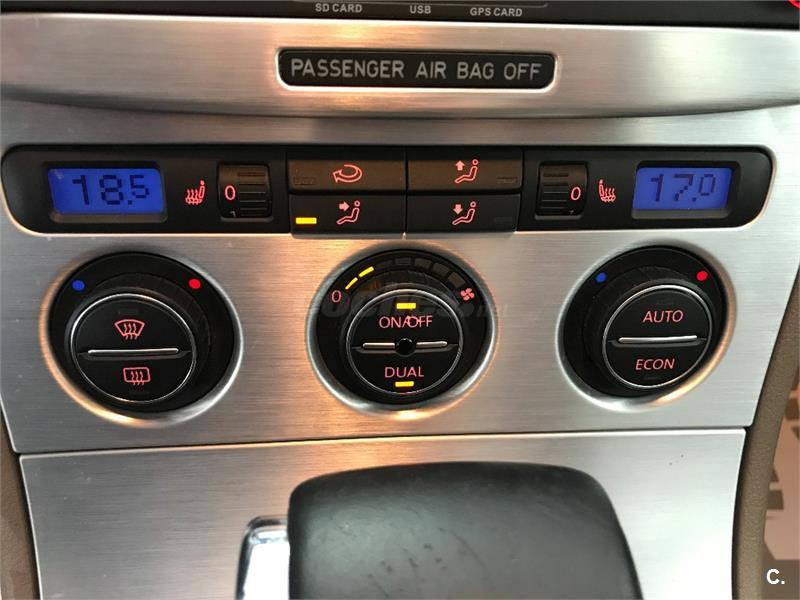 SD CARD USB GPS CARD
PASSENGER AIR BAG OFF
18.5 0 0 17.0
0
ON/OFF
DUAL
AUTO
ECON
C.